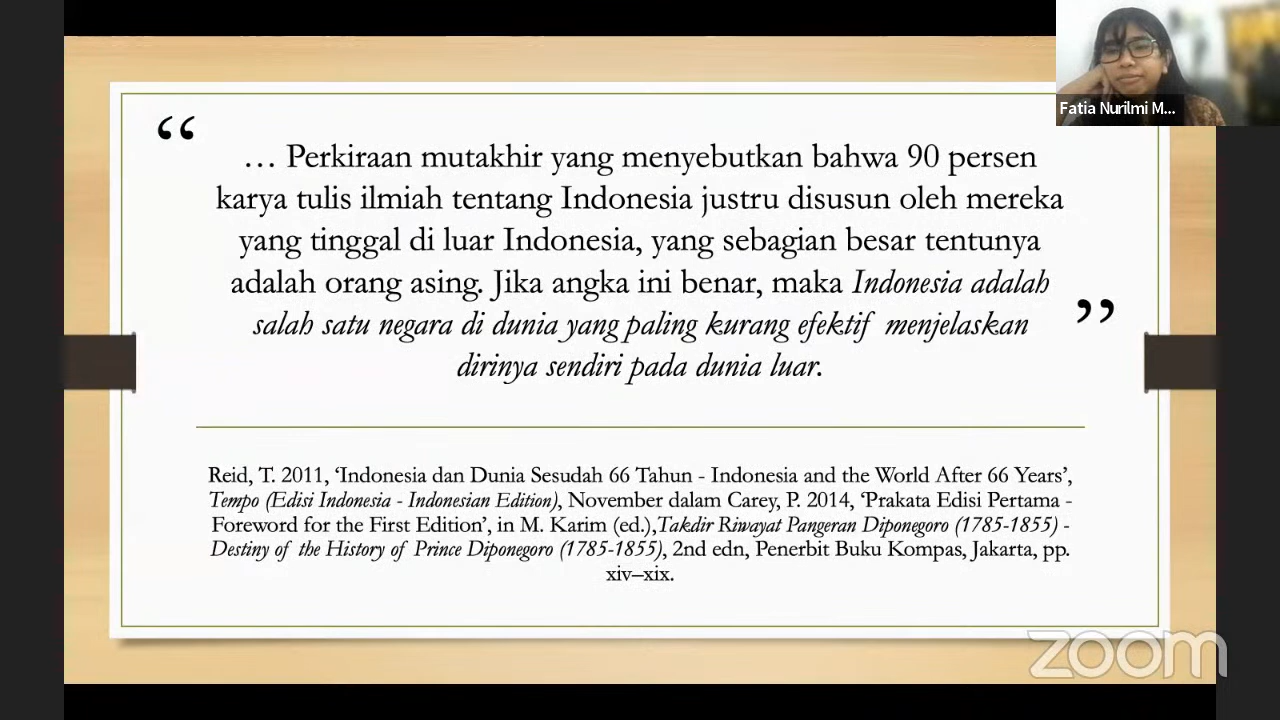 “
… Perkiraan mutakhir yang menyebutkan bahwa 90 persen
karya tulis ilmiah tentang Indonesia justru disusun oleh mereka
yang tinggal di luar Indonesia, yang sebagian besar tentunya
adalah orang asing. Jika angka ini benar, maka Indonesia adalah
salah satu negara di dunia yang paling kurang efektif menjelaskan
dirinya sendiri pada dunia luar.
”
Reid, T. 2011, ‘Indonesia dan Dunia Sesudah 66 Tahun - Indonesia and the World After 66 Years’,
Tempo (Edisi Indonesia - Indonesian Edition), November dalam Carey, P. 2014, ‘Prakata Edisi Pertama -
Foreword for the First Edition’, in M. Karim (ed.),Takdir Riwayat Pangeran Diponegoro (1785-1855) -
Destiny of the History of Prince Diponegoro (1785-1855), 2nd edn, Penerbit Buku Kompas, Jakarta, pp.
xiv–xix.
Fatia Nurilmi M...
zoom